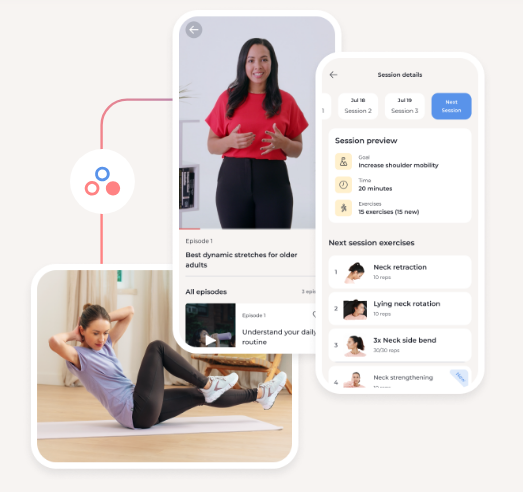 Episode 1
Best dynamic stretches for older
adults
All episodes
Episode 1
Understand your daily
routine
Session details
Jul 18
Session 2
Jul 19
Session 3
Next
Session
Session preview
Goal
Increase shoulder mobility
Time
20 minutes
Exercises
15 exercises (15 new)
Next session exercises
1
Neck retraction
10 reps
2
Lying neck rotation
10 reps
3
3x Neck side bend
30/30 reps
4
Neck strengthening